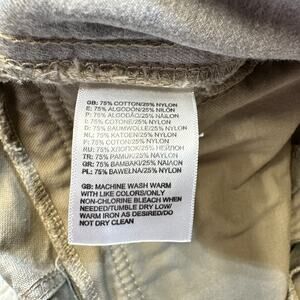 GB: 75% COTTON/25% NYLON
E: 75% ALGODÓN/25% NILÓN
P: 75% ALGODÃO/25% NÁILON
I: 75% COTONE/25% NYLON
D: 75% BAUMWOLLE/25% NYLON
NL: 75% KATOEN/25% NYLON
F: 75% COTON/25% NYLON
RU: 75% ХЛОПОК/25% НЕЙЛОН
TR: 75% PAMUK/25% NAYLON
GR: 75% BAMBAKI/25% NAILON
PL: 75% BAWEŁNA/25% NYLON
GB: MACHINE WASH WARM
WITH LIKE COLORS/ONLY
NON-CHLORINE BLEACH WHEN
NEEDED/TUMBLE DRY LOW/
WARM IRON AS DESIRED/DO
NOT DRY CLEAN